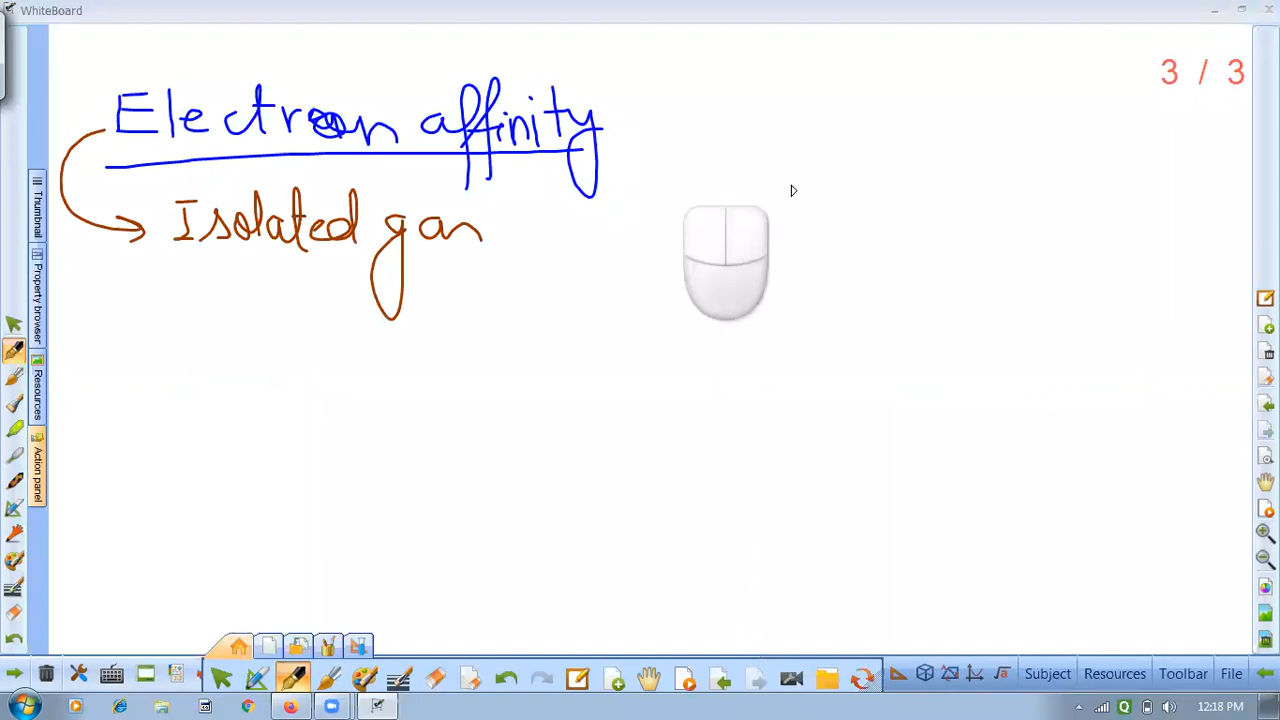 WhiteBoard
3 / 3
Electron affinity
Isolated gas
Thumbnail
Property browser
Resources
Action panel
Subject
Resources
Tooltip
File
12:18 PM